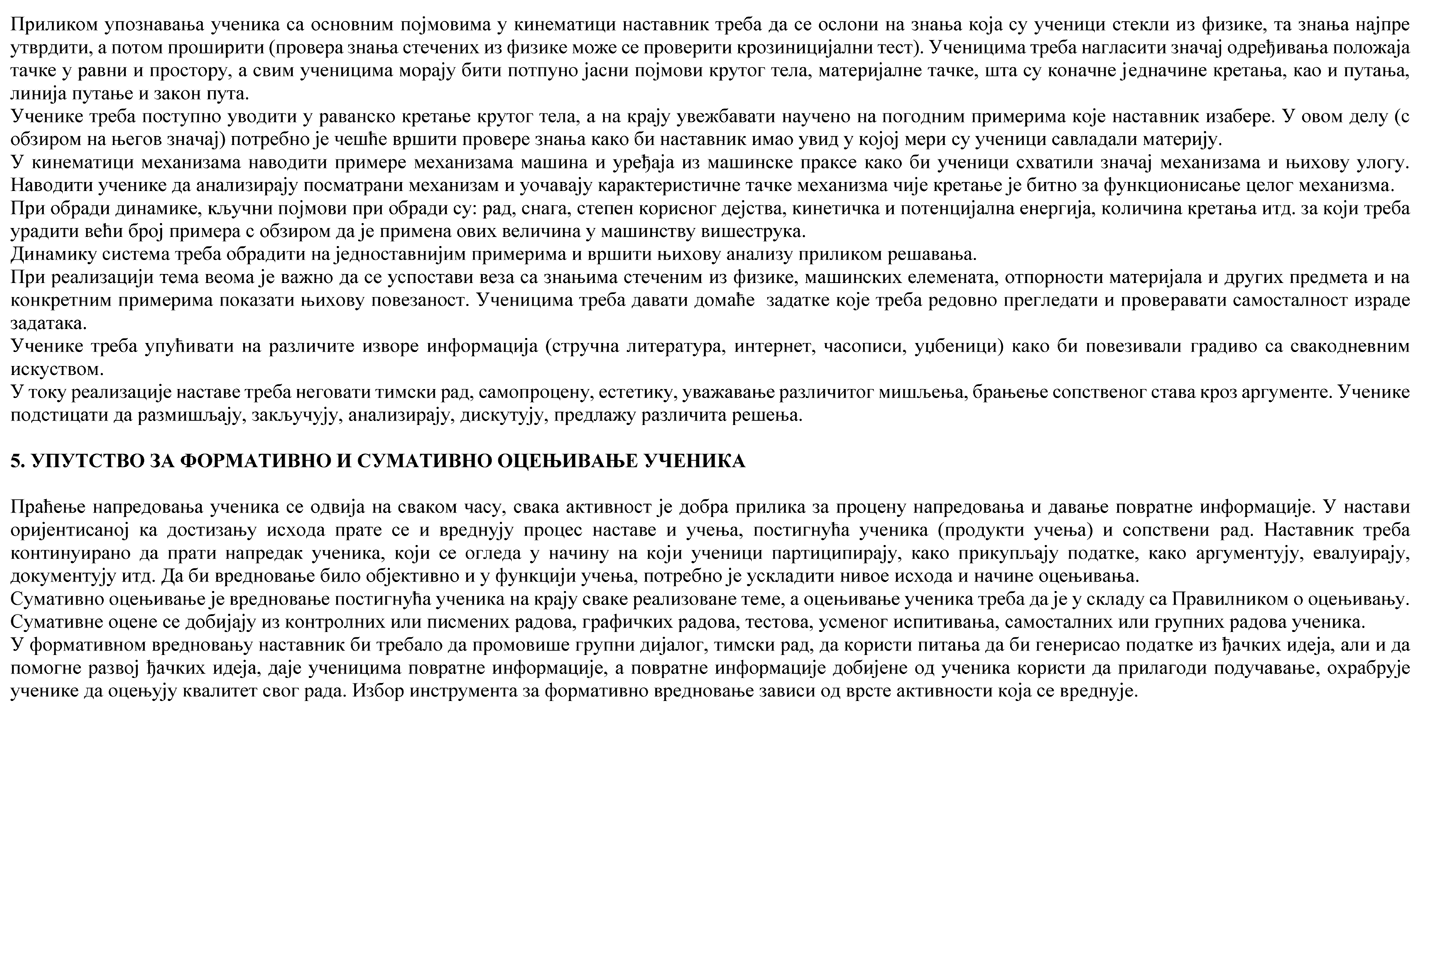 Приликом упознавања ученика са основним појмовима у кинематици наставник треба да се ослони на знања која су ученици стекли из физике, та знања најпре
утврдити, а потом проширити (провера знања стечених из физике може се проверити крозиницијални тест). Ученицима треба нагласити значај одређивања положаја
тачке у равни и простору, а свим ученицима морају бити потпуно јасни појмови крутог тела, материјалне тачке, шта су коначне једначине кретања, као и путања,
линија путање и закон пута.
Ученике треба поступно уводити у раванско кретање крутог тела, а на крају увежбавати научено на погодним примерима које наставник изабере. У овом делу (с
обзиром на његов значај) потребно је чешће вршити провере знања како би наставник имао увид у којој мери су ученици савладали материју.
У кинематици механизама наводити примере механизама машина и уређаја из машинске праксе како би ученици схватили значај механизама и њихову улогу.
Наводити ученике да анализирају посматрани механизам и уочавају карактеристичне тачке механизма чије кретање је битно за функционисање целог механизма.
При обради динамике, кључни појмови при обради су: рад, снага, степен корисног дејства, кинетичка и потенцијална енергија, количина кретања итд. за који треба
урадити већи број примера с обзиром да је примена ових величина у машинству вишеструка.
Динамику система треба обрадити на једноставнијим примерима и вршити њихову анализу приликом решавања.
При реализацији тема веома је важно да се успостави веза са знањима стеченим из физике, машинских елемената, отпорности материјала и других предмета и на
конкретним примерима показати њихову повезаност. Ученицима треба давати домаће  задатке које треба редовно прегледати и проверавати самосталност израде
задатака.
Ученике треба упућивати на различите изворе информација (стручна литература, интернет, часописи, уџбеници) како би повезивали градиво са свакодневним
искуством.
У току реализације наставе треба неговати тимски рад, самопроцену, естетику, уважавање различитог мишљења, брањење сопственог става кроз аргументе. Ученике
подстицати да размишљају, закључују, анализирају, дискутују, предлажу различита решења.
5. УПУТСТВО ЗА ФОРМАТИВНО И СУМАТИВНО ОЦЕЊИВАЊЕ УЧЕНИКА
Праћење напредовања ученика се одвија на сваком часу, свака активност је добра прилика за процену напредовања и давање повратне информације. У настави
оријентисаној ка достизању исхода прате се и вреднују процес наставе и учења, постигнућа ученика (продукти учења) и сопствени рад. Наставник треба
континуирано да прати напредак ученика, који се огледа у начину на који ученици партиципирају, како прикупљају податке, како аргументују, евалуирају,
документују итд. Да би вредновање било објективно и у функцији учења, потребно је ускладити нивое исхода и начине оцењивања.
Сумативно оцењивање је вредновање постигнућа ученика на крају сваке реализоване теме, а оцењивање ученика треба да је у складу са Правилником о оцењивању.
Сумативне оцене се добијају из контролних или писмених радова, графичких радова, тестова, усменог испитивања, самосталних или групних радова ученика.
У формативном вредновању наставник би требало да промовише групни дијалог, тимски рад, да користи питања да би генерисао податке из ђачких идеја, али и да
помогне развој ђачких идеја, даје ученицима повратне информације, а повратне информације добијене од ученика користи да прилагоди подучавање, охрабрује
ученике да оцењују квалитет свог рада. Избор инструмента за формативно вредновање зависи од врсте активности која се вреднује.